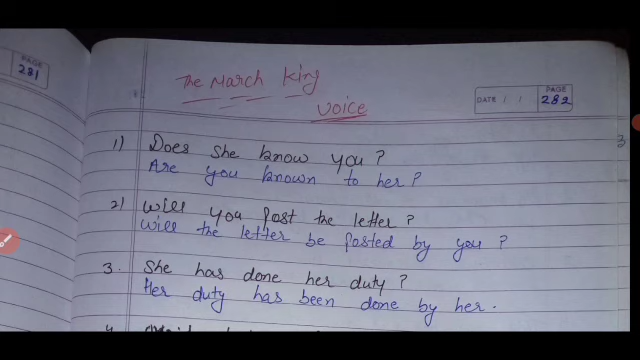 PAGE
281
The March King
Voice
DATE / /
PAGE
282
1) Does she know you?
Are you known to her?
2) Will you post the letter?
Will the letter be posted by you?
3. She has done her duty?
Her duty has been done by her.
4.
3